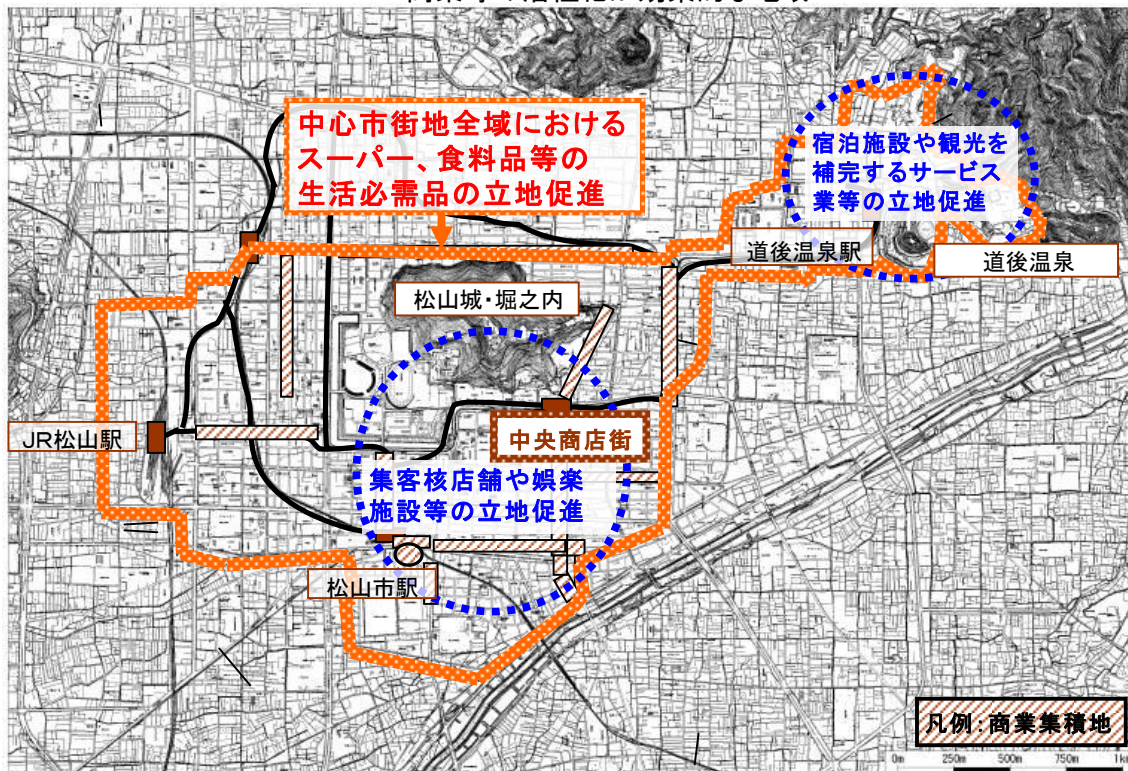 中心市街地全域における
スーパー、食料品等の
生活必需品の立地促進
宿泊施設や観光を
補完するサービス
業等の立地促進
道後温泉駅
道後温泉
松山城・堀之内
JR松山駅
中央商店街
集客核店舗や娯楽
施設等の立地促進
松山市駅
凡例:商業集積地
0m 250m 500m 750m 1k